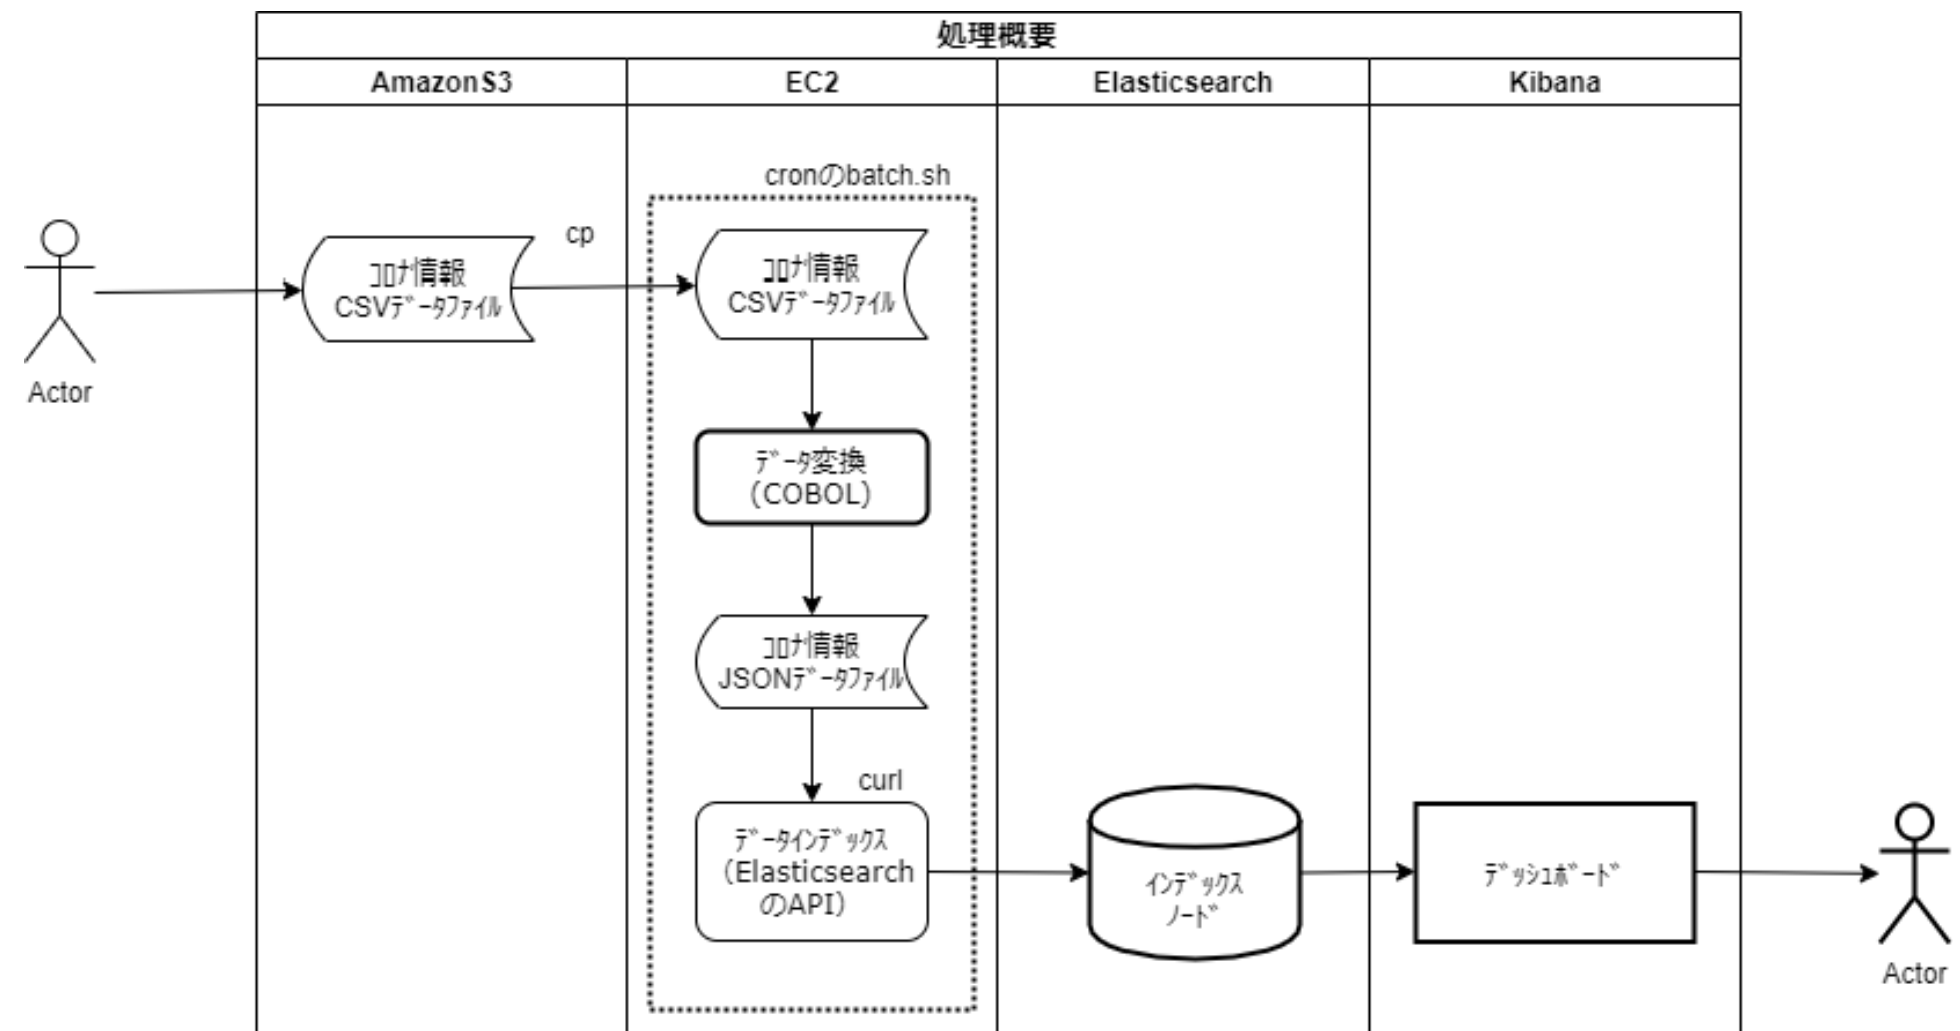 処理概要
AmazonS3
EC2
Elasticsearch
Kibana
cronのbatch.sh
cp
Actor
ｺﾛﾅ情報
CSVﾃﾞｰﾀﾌｧｲﾙ
ｺﾛﾅ情報
CSVﾃﾞｰﾀﾌｧｲﾙ
ﾃﾞｰﾀ変換
(COBOL)
ｺﾛﾅ情報
JSONﾃﾞｰﾀﾌｧｲﾙ
curl
ﾃﾞｰﾀｲﾝﾃﾞｯｸｽ
（Elasticsearch
のAPI）
ｲﾝﾃﾞｯｸｽ
ﾉｰﾄﾞ
ﾃﾞｯｼｭﾎﾞｰﾄﾞ
Actor